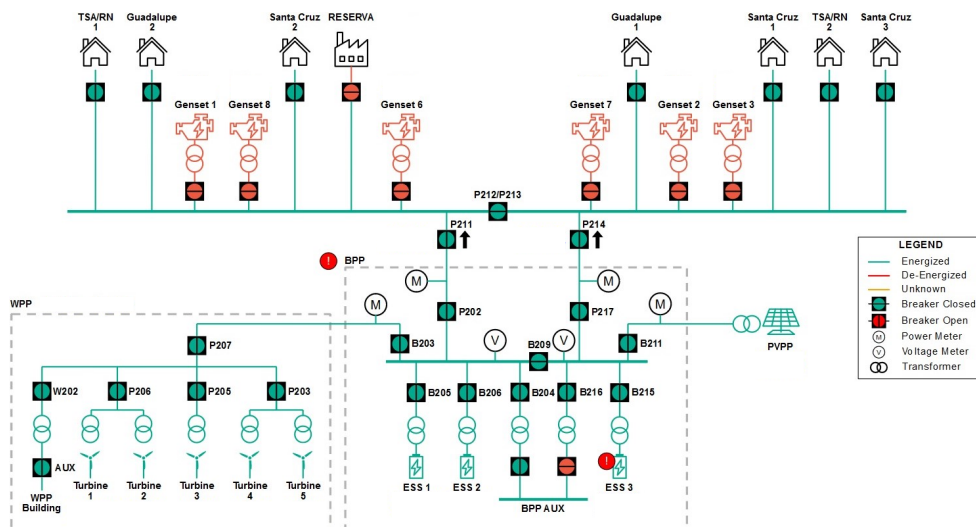 TSA/RN
1
Guadalupe
2
Santa Cruz
2
RESERVA
Guadalupe
1
Santa Cruz
1
TSA/RN
2
Santa Cruz
3
Genset 1
Genset 8
Genset 6
Genset 7
Genset 2
Genset 3
P212/P213
P211
P214
! BPP
LEGEND
Energized
De-Energized
Unknown
Breaker Closed
Breaker Open
M Power Meter
V Voltage Meter
Transformer
M
M
WPP
M
M
P202
P217
P207
B203
V
B209
V
B211
PVPP
W202
P206
P205
P203
B205
B206
B204
B216
B215
AUX
!
WPP
Building
Turbine
1
Turbine
2
Turbine
3
Turbine
4
Turbine
5
ESS 1
ESS 2
ESS 3
BPP AUX